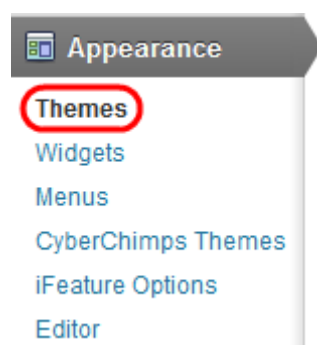 Appearance
Themes
Widgets
Menus
CyberChimps Themes
iFeature Options
Editor